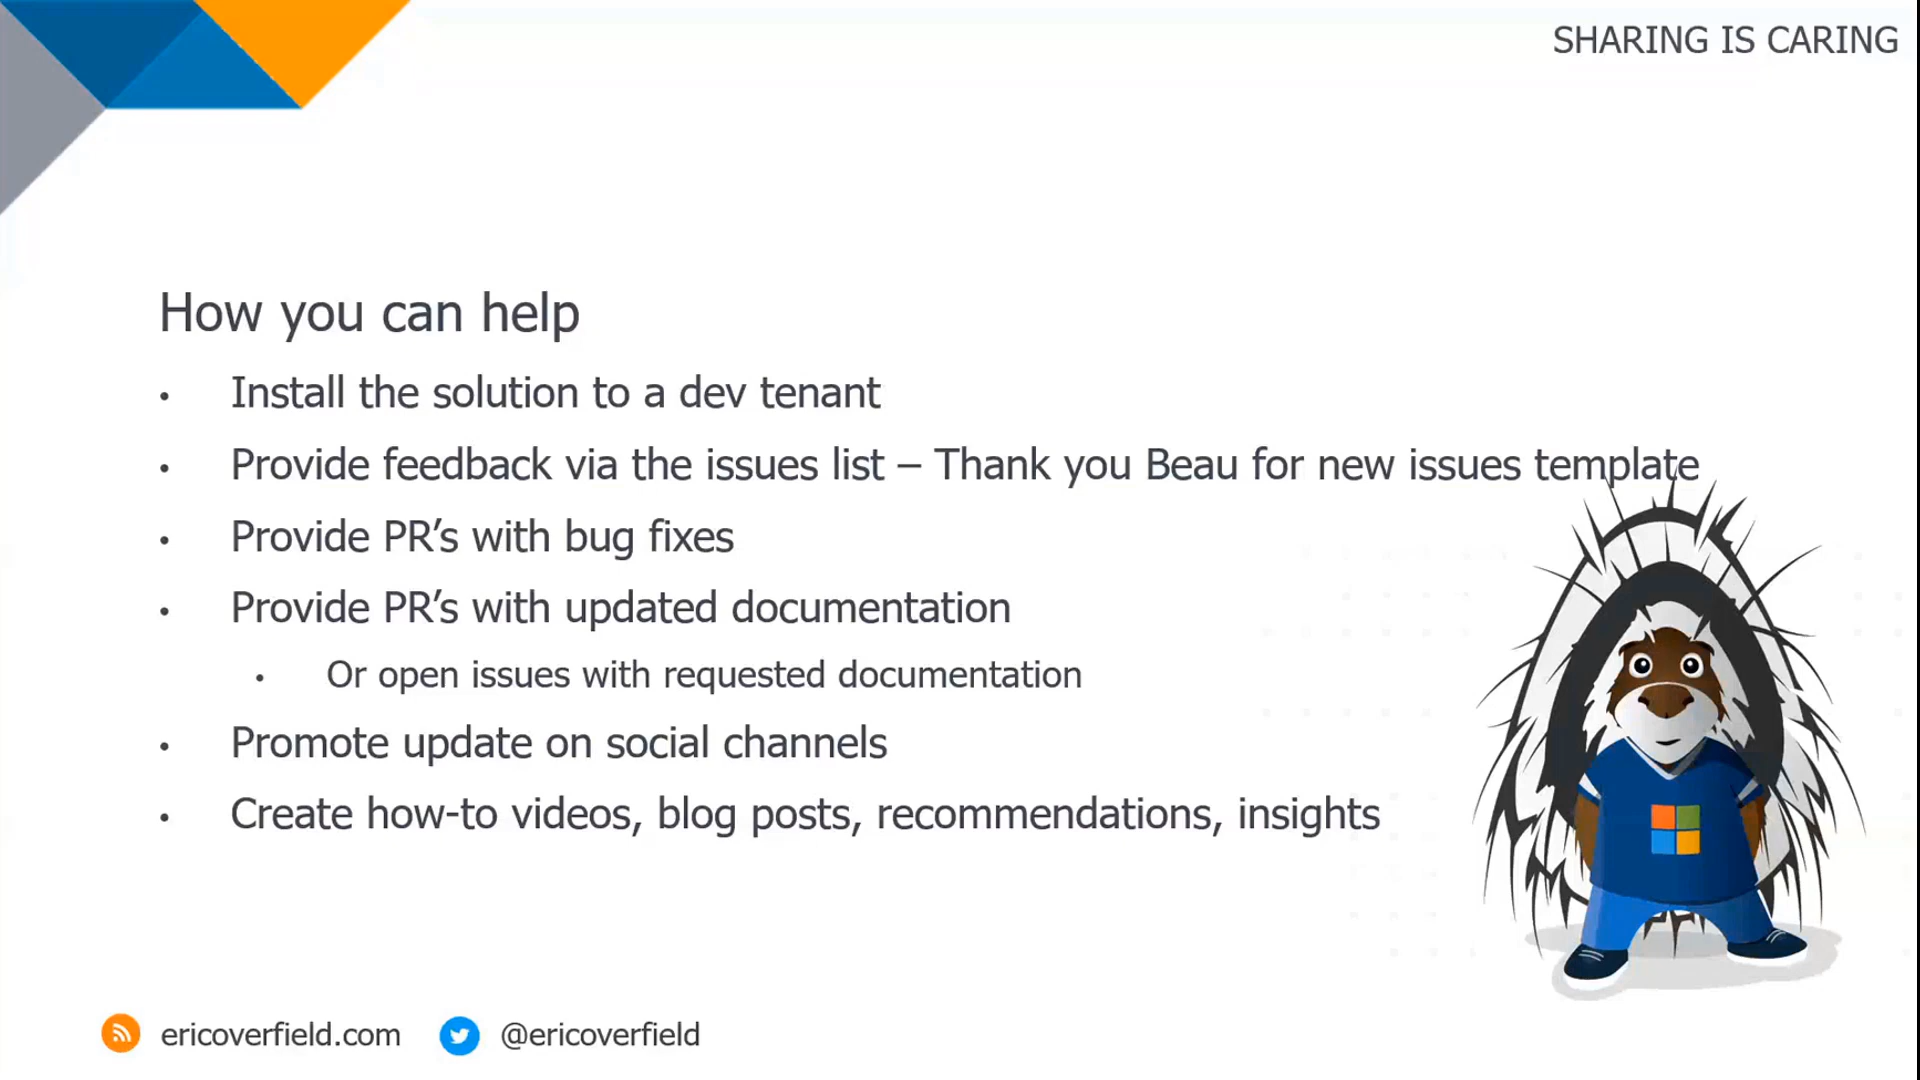 SHARING IS CARING
How you can help
• Install the solution to a dev tenant
• Provide feedback via the issues list – Thank you Beau for new issues template
• Provide PR’s with bug fixes
• Provide PR’s with updated documentation
• Or open issues with requested documentation
• Promote update on social channels
• Create how-to videos, blog posts, recommendations, insights
ericoverfield.com @ericoverfield